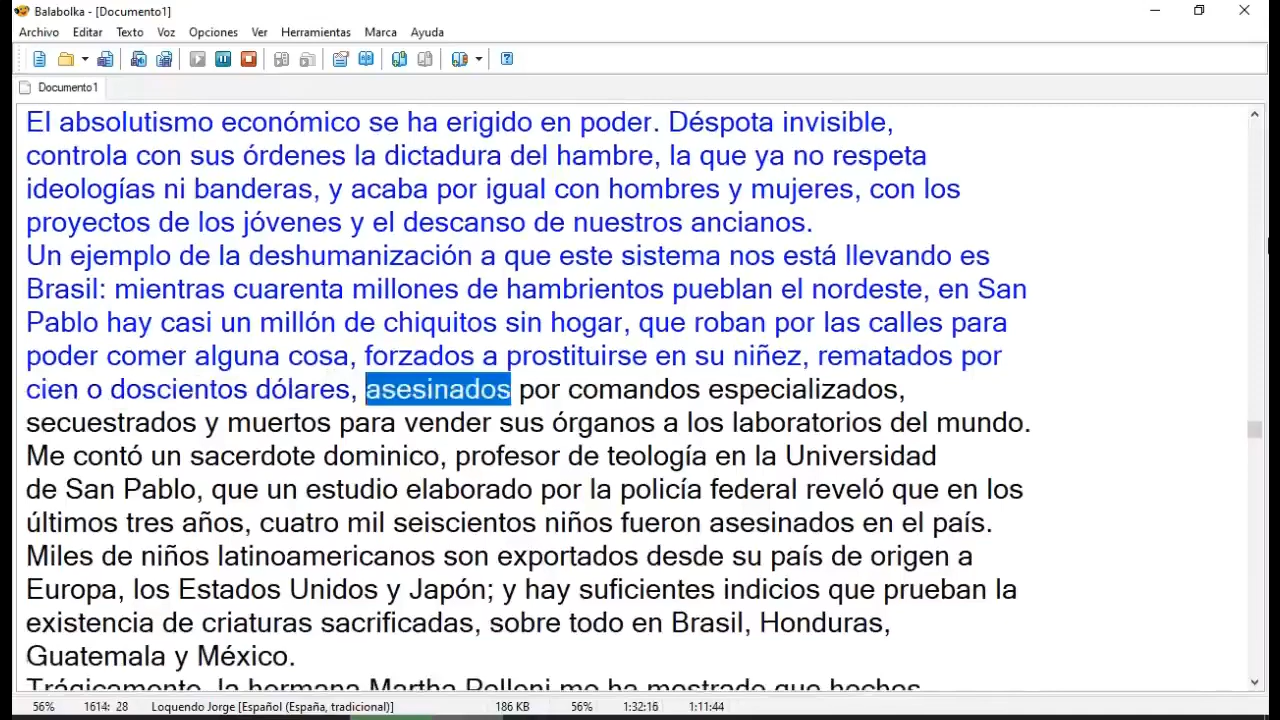 Balabolka - [Documento1]
Archivo Editar Texto Voz Opciones Ver Herramientas Marca Ayuda
Documento1
El absolutismo económico se ha erigido en poder. Déspota invisible,
controla con sus órdenes la dictadura del hambre, la que ya no respeta
ideologías ni banderas, y acaba por igual con hombres y mujeres, con los
proyectos de los jóvenes y el descanso de nuestros ancianos.
Un ejemplo de la deshumanización a que este sistema nos está llevando es
Brasil: mientras cuarenta millones de hambrientos pueblan el nordeste, en San
Pablo hay casi un millón de chiquitos sin hogar, que roban por las calles para
poder comer alguna cosa, forzados a prostituirse en su niñez, rematados por
cien o doscientos dólares, asesinados por comandos especializados,
secuestrados y muertos para vender sus órganos a los laboratorios del mundo.
Me contó un sacerdote dominico, profesor de teología en la Universidad
de San Pablo, que un estudio elaborado por la policía federal reveló que en los
últimos tres años, cuatro mil seiscientos niños fueron asesinados en el país.
Miles de niños latinoamericanos son exportados desde su país de origen a
Europa, los Estados Unidos y Japón; y hay suficientes indicios que prueban la
existencia de criaturas sacrificadas, sobre todo en Brasil, Honduras,
Guatemala y México.
Trágicamente, la hermana Martha Pelloni me ha mostrado que hechos
56% 1614: 28 Loquendo Jorge [Español (España, tradicional)] 186 KB 56% 1:32:16 1:11:44